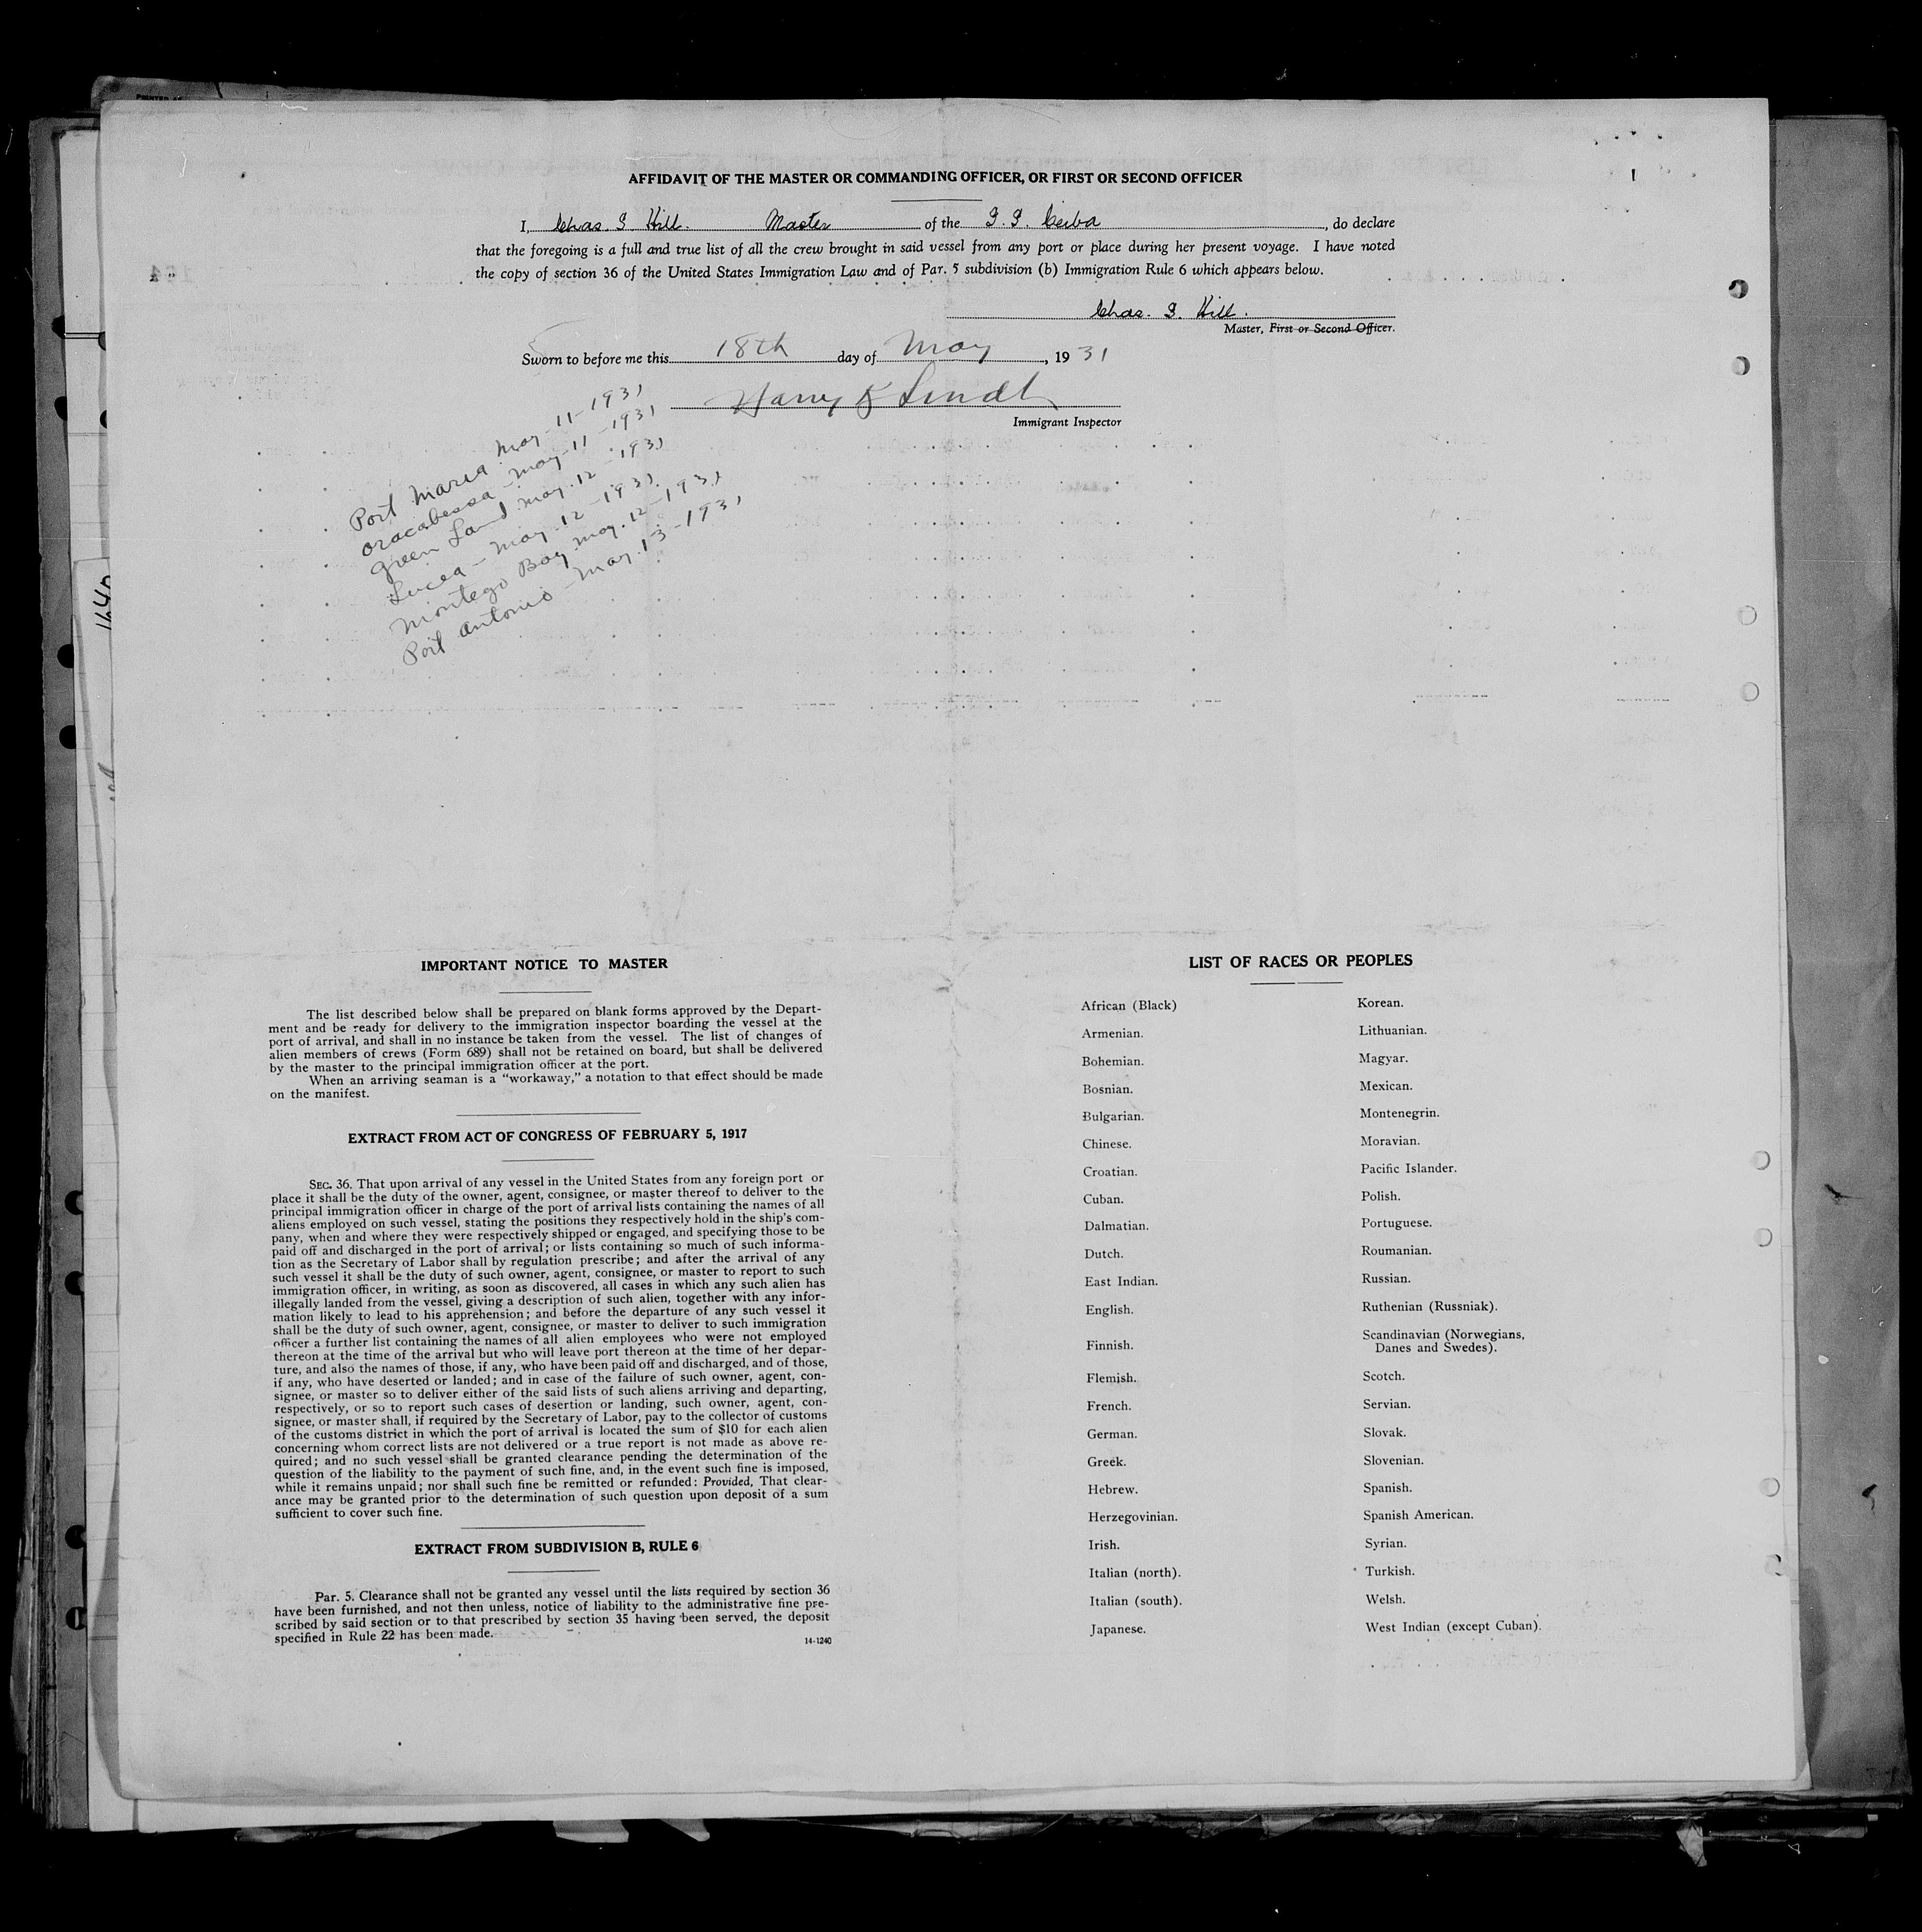 AFFIDAVIT OF THE MASTER OR COMMANDING OFFICER, OR FIRST OR SECOND OFFICER
I, Chas. S. Hill. Master of the S. S. Ceiba, do declare
that the foregoing is a full and true list of all the crew brought in said vessel from any port or place during her present voyage. I have noted
the copy of section 36 of the United States Immigration Law and of Par. 5 subdivision (b) Immigration Rule 6 which appears below.
Chas. S. Hill.
Master, First or Second Officer.
Sworn to before me this 18th day of May, 1931
Harry K Lindt
Immigrant Inspector
Port Maria May-11-1931
Oracabessa-May-11-1931
Green Land May.12-1931
Lucea-May-12-1931
Montego Bay May.12-1931
Port Antonio-May.13-1931
164
IMPORTANT NOTICE TO MASTER
The list described below shall be prepared on blank forms approved by the Depart-
ment and be ready for delivery to the immigration inspector boarding the vessel at the
port of arrival, and shall in no instance be taken from the vessel. The list of changes of
alien members of crews (Form 689) shall not be retained on board, but shall be delivered
by the master to the principal immigration officer at the port.
When an arriving seaman is a "workaway," a notation to that effect should be made
on the manifest.
EXTRACT FROM ACT OF CONGRESS OF FEBRUARY 5, 1917
SEC. 36. That upon arrival of any vessel in the United States from any foreign port or
place it shall be the duty of the owner, agent, consignee, or master thereof to deliver to the
principal immigration officer in charge of the port of arrival lists containing the names of all
aliens employed on such vessel, stating the positions they respectively hold in the ship's com-
pany, when and where they were respectively shipped or engaged, and specifying those to be
paid off and discharged in the port of arrival; or lists containing so much of such informa-
tion as the Secretary of Labor shall by regulation prescribe; and after the arrival of any
such vessel it shall be the duty of such owner, agent, consignee, or master to report to such
immigration officer, in writing, as soon as discovered, all cases in which any such alien has
illegally landed from the vessel, giving a description of such alien, together with any infor-
mation likely to lead to his apprehension; and before the departure of any such vessel it
shall be the duty of such owner, agent, consignee, or master to deliver to such immigration
officer a further list containing the names of all alien employees who were not employed
thereon at the time of the arrival but who will leave port thereon at the time of her depar-
ture, and also the names of those, if any, who have been paid off and discharged, and of those,
if any, who have deserted or landed; and in case of the failure of such owner, agent, con-
signee, or master so to deliver either of the said lists of such aliens arriving and departing,
respectively, or so to report such cases of desertion or landing, such owner, agent, con-
signee, or master shall, if required by the Secretary of Labor, pay to the collector of customs
of the customs district in which the port of arrival is located the sum of $10 for each alien
concerning whom correct lists are not delivered or a true report is not made as above re-
quired; and no such vessel shall be granted clearance pending the determination of the
question of the liability to the payment of such fine, and, in the event such fine is imposed,
while it remains unpaid; nor shall such fine be remitted or refunded: Provided, That clear-
ance may be granted prior to the determination of such question upon deposit of a sum
sufficient to cover such fine.
EXTRACT FROM SUBDIVISION B, RULE 6
Par. 5. Clearance shall not be granted any vessel until the lists required by section 36
have been furnished, and not then unless, notice of liability to the administrative fine pre-
scribed by said section or to that prescribed by section 35 having been served, the deposit
specified in Rule 22 has been made.
14-1240
LIST OF RACES OR PEOPLES
African (Black)
Armenian.
Bohemian.
Bosnian.
Bulgarian.
Chinese.
Croatian.
Cuban.
Dalmatian.
Dutch.
East Indian.
English.
Finnish.
Flemish.
French.
German.
Greek.
Hebrew.
Herzegovinian.
Irish.
Italian (north).
Italian (south).
Japanese.
Korean.
Lithuanian.
Magyar.
Mexican.
Montenegrin.
Moravian.
Pacific Islander.
Polish.
Portuguese.
Roumanian.
Russian.
Ruthenian (Russniak).
Scandinavian (Norwegians,
Danes and Swedes).
Scotch.
Servian.
Slovak.
Slovenian.
Spanish.
Spanish American.
Syrian.
Turkish.
Welsh.
West Indian (except Cuban).